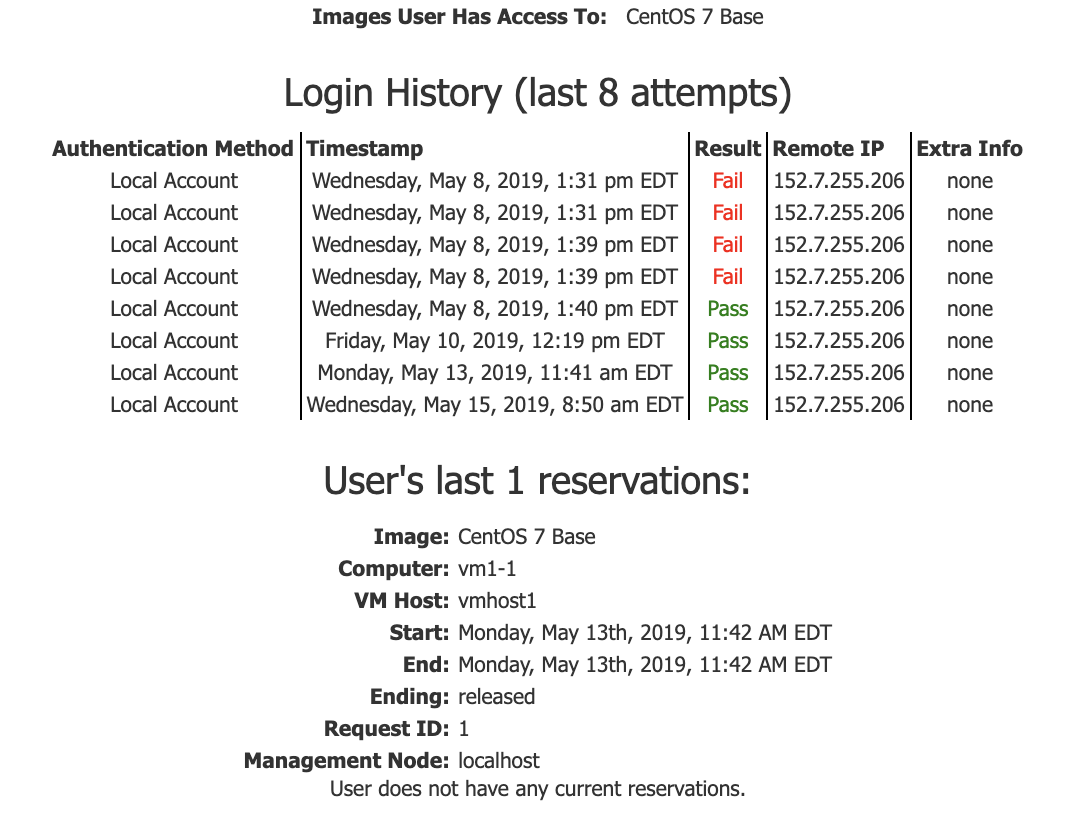 Images User Has Access To: CentOS 7 Base
Login History (last 8 attempts)
Authentication Method Timestamp Result Remote IP Extra Info
Local Account Wednesday, May 8, 2019, 1:31 pm EDT Fail 152.7.255.206 none
Local Account Wednesday, May 8, 2019, 1:31 pm EDT Fail 152.7.255.206 none
Local Account Wednesday, May 8, 2019, 1:39 pm EDT Fail 152.7.255.206 none
Local Account Wednesday, May 8, 2019, 1:39 pm EDT Fail 152.7.255.206 none
Local Account Wednesday, May 8, 2019, 1:40 pm EDT Pass 152.7.255.206 none
Local Account Friday, May 10, 2019, 12:19 pm EDT Pass 152.7.255.206 none
Local Account Monday, May 13, 2019, 11:41 am EDT Pass 152.7.255.206 none
Local Account Wednesday, May 15, 2019, 8:50 am EDT Pass 152.7.255.206 none
User's last 1 reservations:
Image: CentOS 7 Base
Computer: vm1-1
VM Host: vmhost1
Start: Monday, May 13th, 2019, 11:42 AM EDT
End: Monday, May 13th, 2019, 11:42 AM EDT
Ending: released
Request ID: 1
Management Node: localhost
User does not have any current reservations.